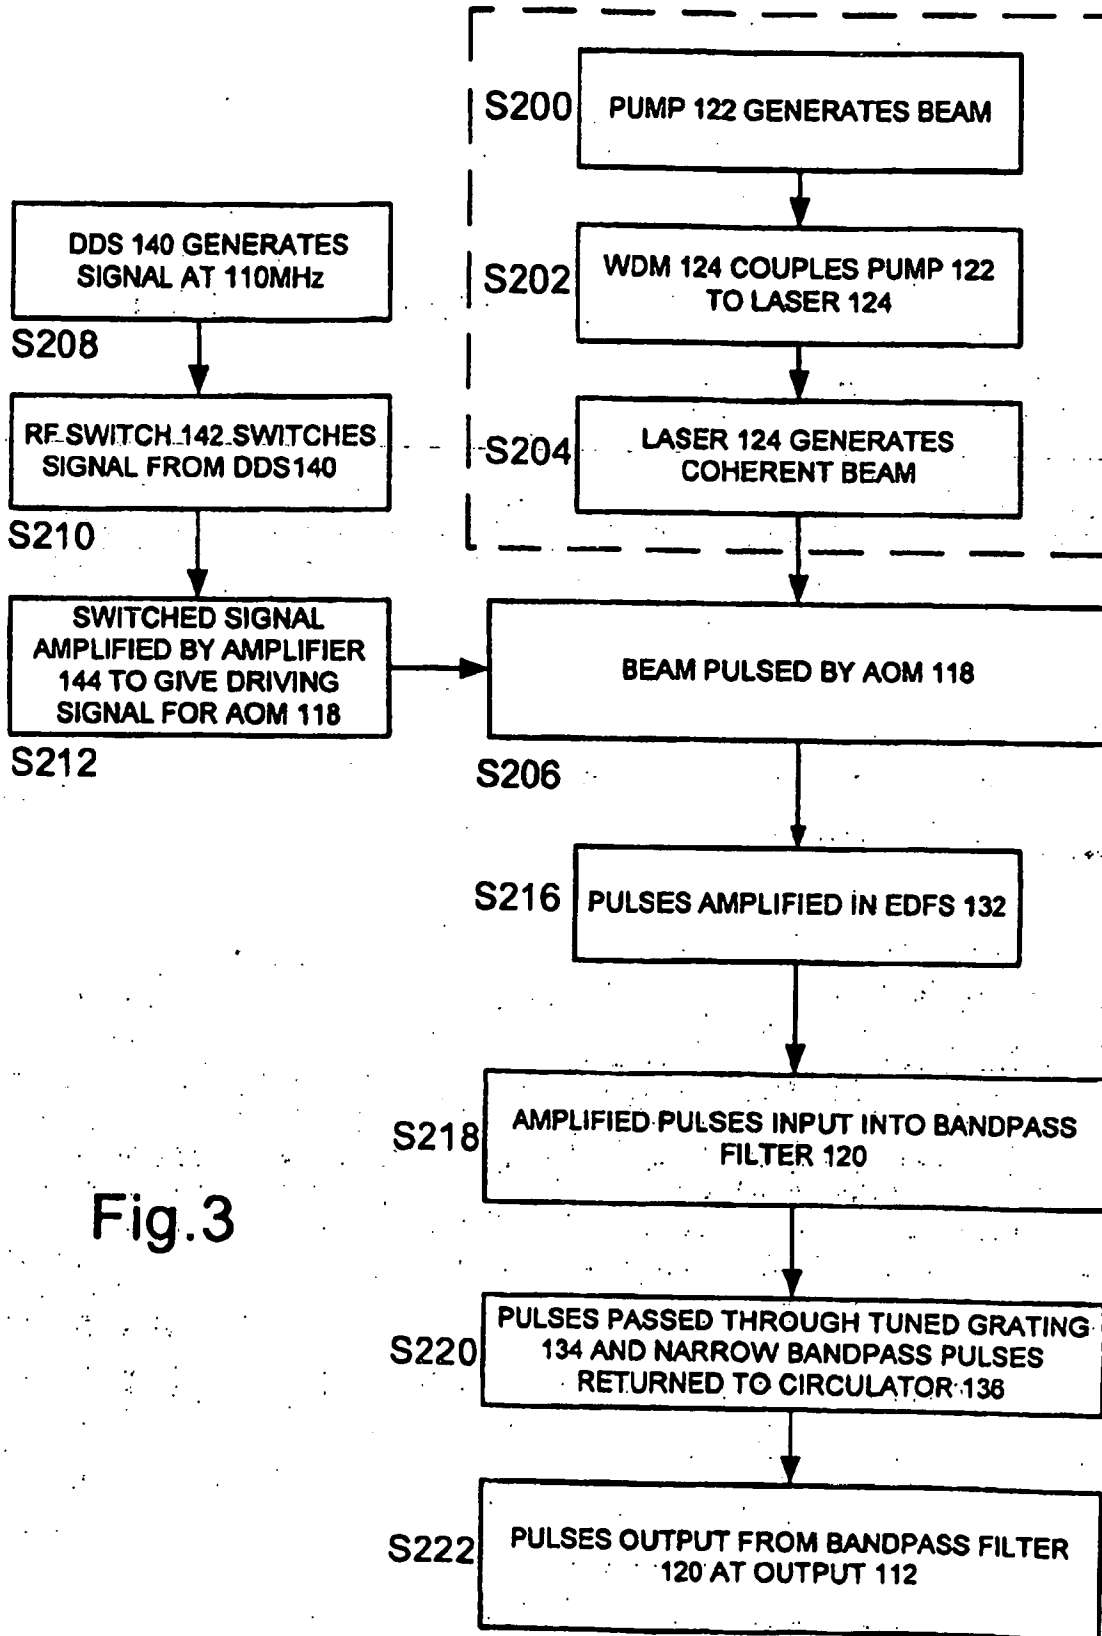 S200
PUMP 122 GENERATES BEAM
S202
WDM 124 COUPLES PUMP 122
TO LASER 124
S204
LASER 124 GENERATES
COHERENT BEAM
DDS 140 GENERATES
SIGNAL AT 110MHz
S208
RF SWITCH 142 SWITCHES
SIGNAL FROM DDS140
S210
SWITCHED SIGNAL
AMPLIFIED BY AMPLIFIER
144 TO GIVE DRIVING
SIGNAL FOR AOM 118
S212
BEAM PULSED BY AOM 118
S206
S216
PULSES AMPLIFIED IN EDFS 132
S218
AMPLIFIED PULSES INPUT INTO BANDPASS
FILTER 120
S220
PULSES PASSED THROUGH TUNED GRATING
134 AND NARROW BANDPASS PULSES
RETURNED TO CIRCULATOR 136
S222
PULSES OUTPUT FROM BANDPASS FILTER
120 AT OUTPUT 112
Fig.3